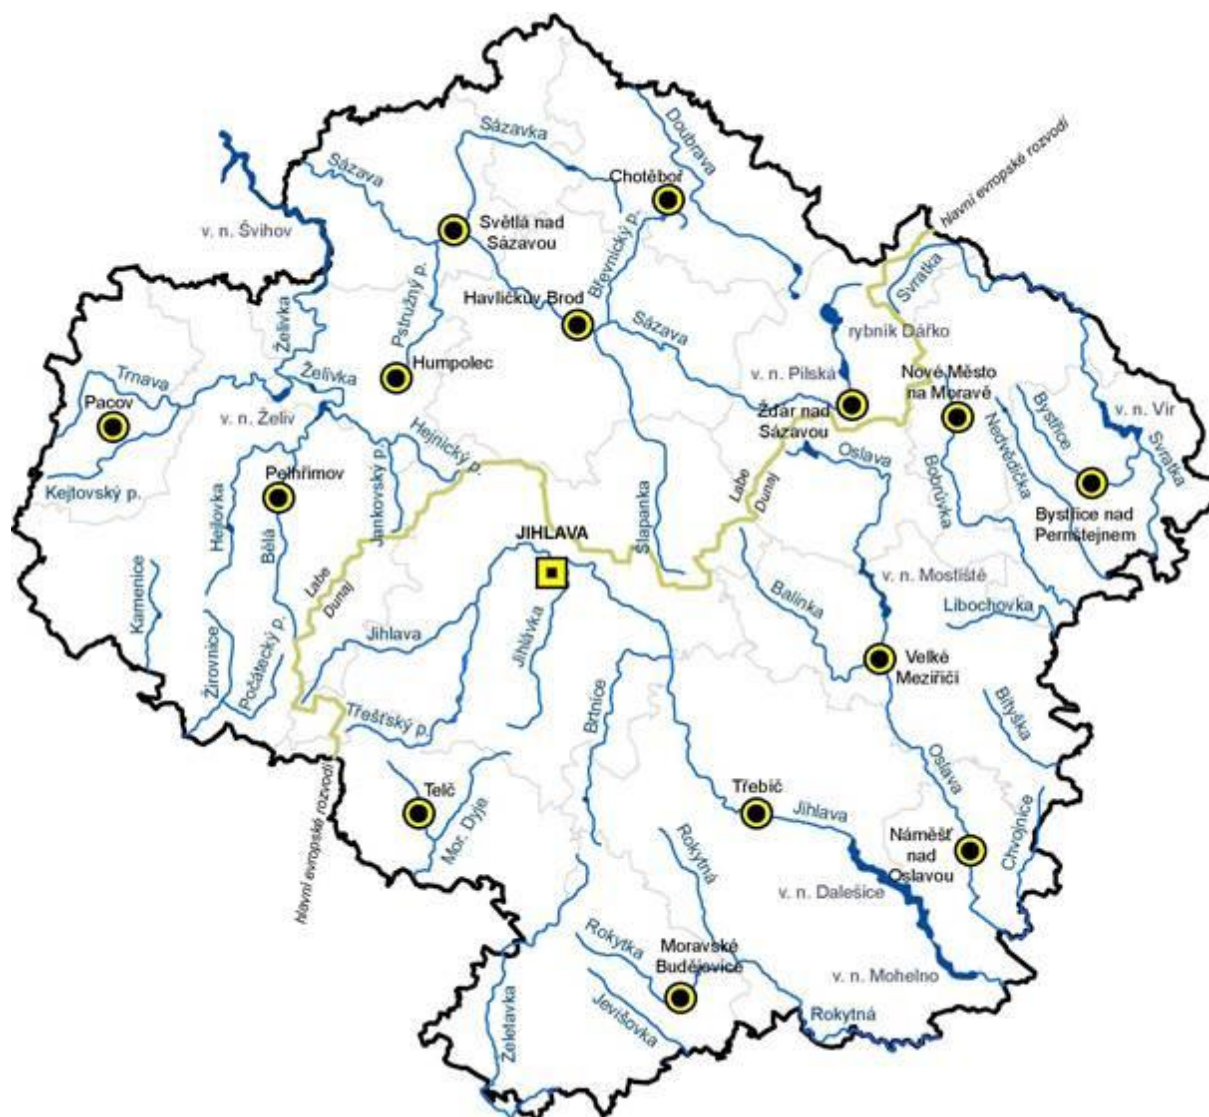 Sázavka
Doubrava
hlavní evropské rozvodí
Sázava
Chotěboř
v. n. Švihov
Světlá nad
Sázavou
Břevnický p.
Svratka
Pstružný p.
Havlíčkův Brod
Želivka
Sázava
rybník Dářko
Humpolec
Želivka
Trnava
v. n. Pilská
Nové Město
na Moravě
Pacov
v. n. Želiv
Žďár nad
Sázavou
Bystřice
v. n. Vír
Hejnický p.
Oslava
Nedvědička
Svratka
Kejtovský p.
Pelhřimov
Jankovský p.
Labe
Dunaj
Bobrůvka
Hejlovka
Bělá
Šlapanka
Bystřice nad
Pernštejnem
JIHLAVA
Labe
Dunaj
v. n. Mostiště
Kamenice
Balinka
Libochovka
Jihlava
Jihlávka
Žirovnice
Počátecký p.
Velké
Meziříčí
Brtnice
Bítýška
Třešťský p.
Oslava
hlavní evropské rozvodí
Telč
Mor. Dyje
Třebíč
Jihlava
Chvojnice
Rokytná
Náměšť
nad
Oslavou
v. n. Dalešice
Rokytka
Moravské
Budějovice
v. n. Mohelno
Jevišovka
Rokytná
Želetavka